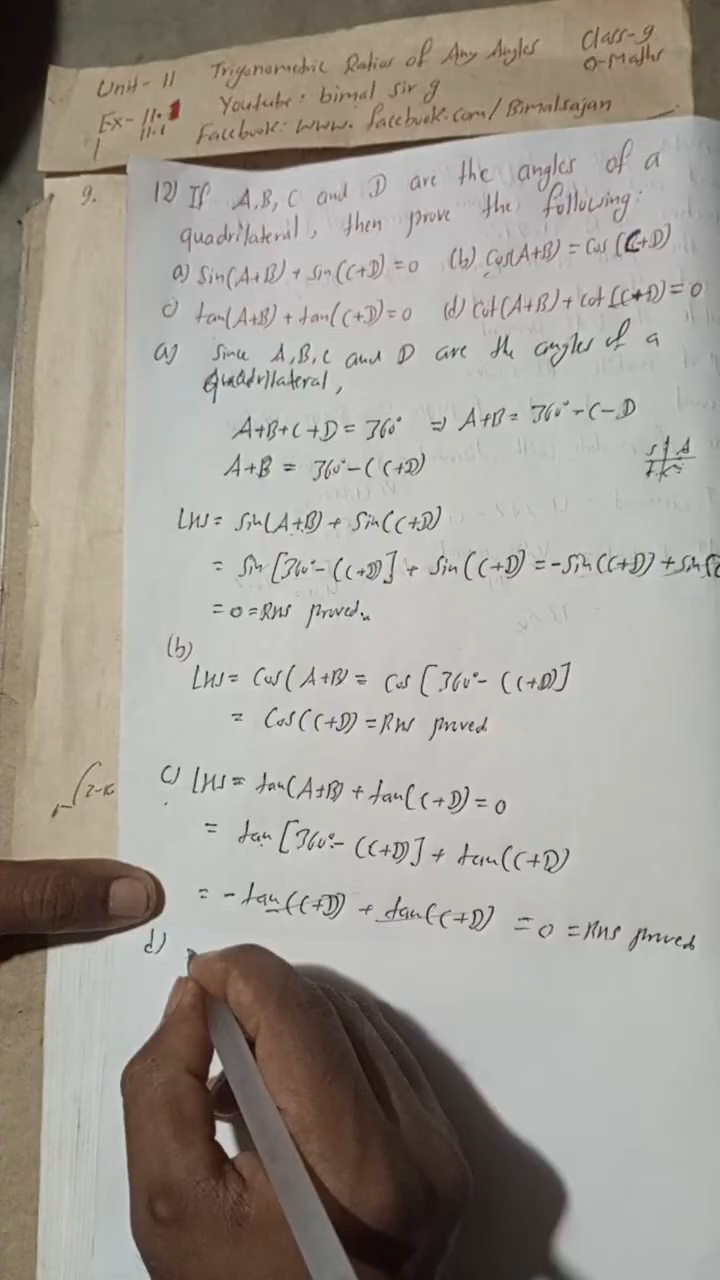 Unit-11 Trigonometric Ratios of Any Angles Class-9
O-Maths
Ex-11.1
11.1
Youtube: bimal sir g
Facebook: www.facebook.com/Bimalsajan
9.
12) If A,B,C and D are the angles of a
quadrilateral, then prove the following:
a) Sin(A+B)+sin(C+D)=0 (b) Cos(A+B)=Cos(C+D)
c) tan(A+B)+tan(C+D)=0 (d) Cot(A+B)+cot(C+D)=0
(a) Since A,B,C and D are the angles of a
quadrilateral,
A+B+C+D=360° ⇒ A+B=360°-C-D
A+B = 360°-(C+D)
S A
LHS= Sin(A+B)+Sin(C+D)
= Sin[360°-(C+D)] + Sin(C+D) = -Sin(C+D)+Sin(
=0=RHS proved.
(b)
LHS= Cos(A+B)= Cos[360°-(C+D)]
= Cos(C+D)=RHS proved
c) LHS= tan(A+B)+tan(C+D)=0
= tan[360°-(C+D)]+tan(C+D)
= -tan(C+D)+tan(C+D) =0 =RHS proved
d)